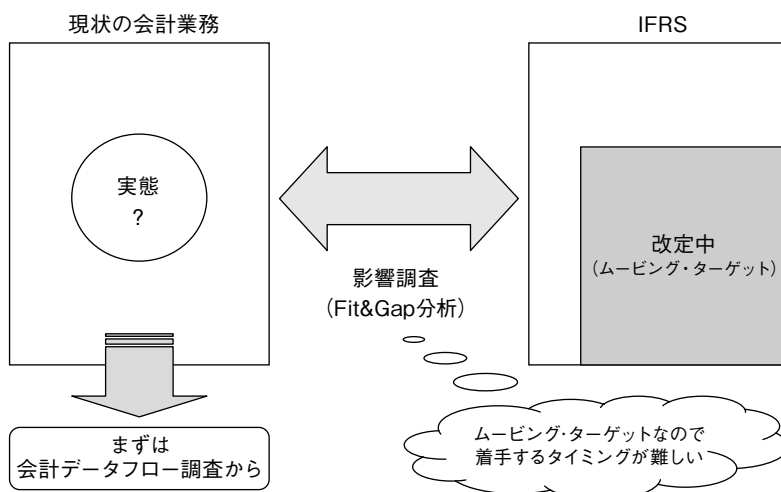 現状の会計業務
IFRS
実態
?
改定中
(ムービング・ターゲット)
影響調査
(Fit&Gap分析)
まずは
会計データフロー調査から
ムービング・ターゲットなので
着手するタイミングが難しい